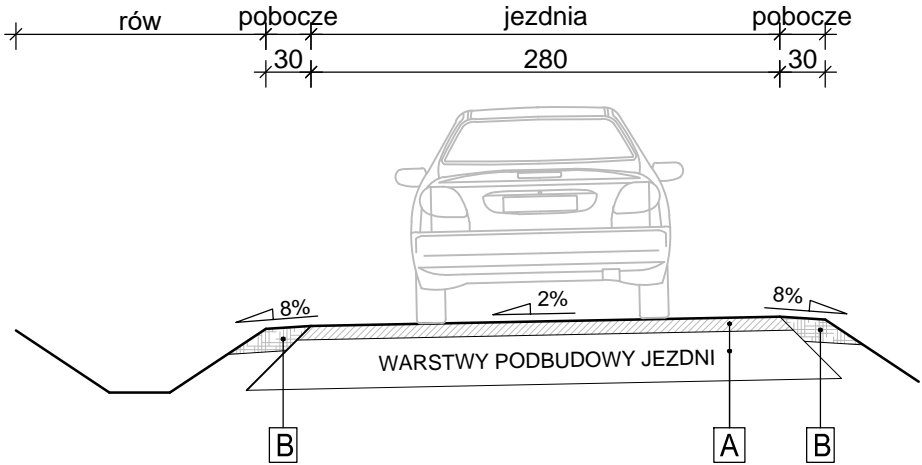 rów pobocze jezdnia pobocze
30 280 30
8% 2% 8%
WARSTWY PODBUDOWY JEZDNI
B A B